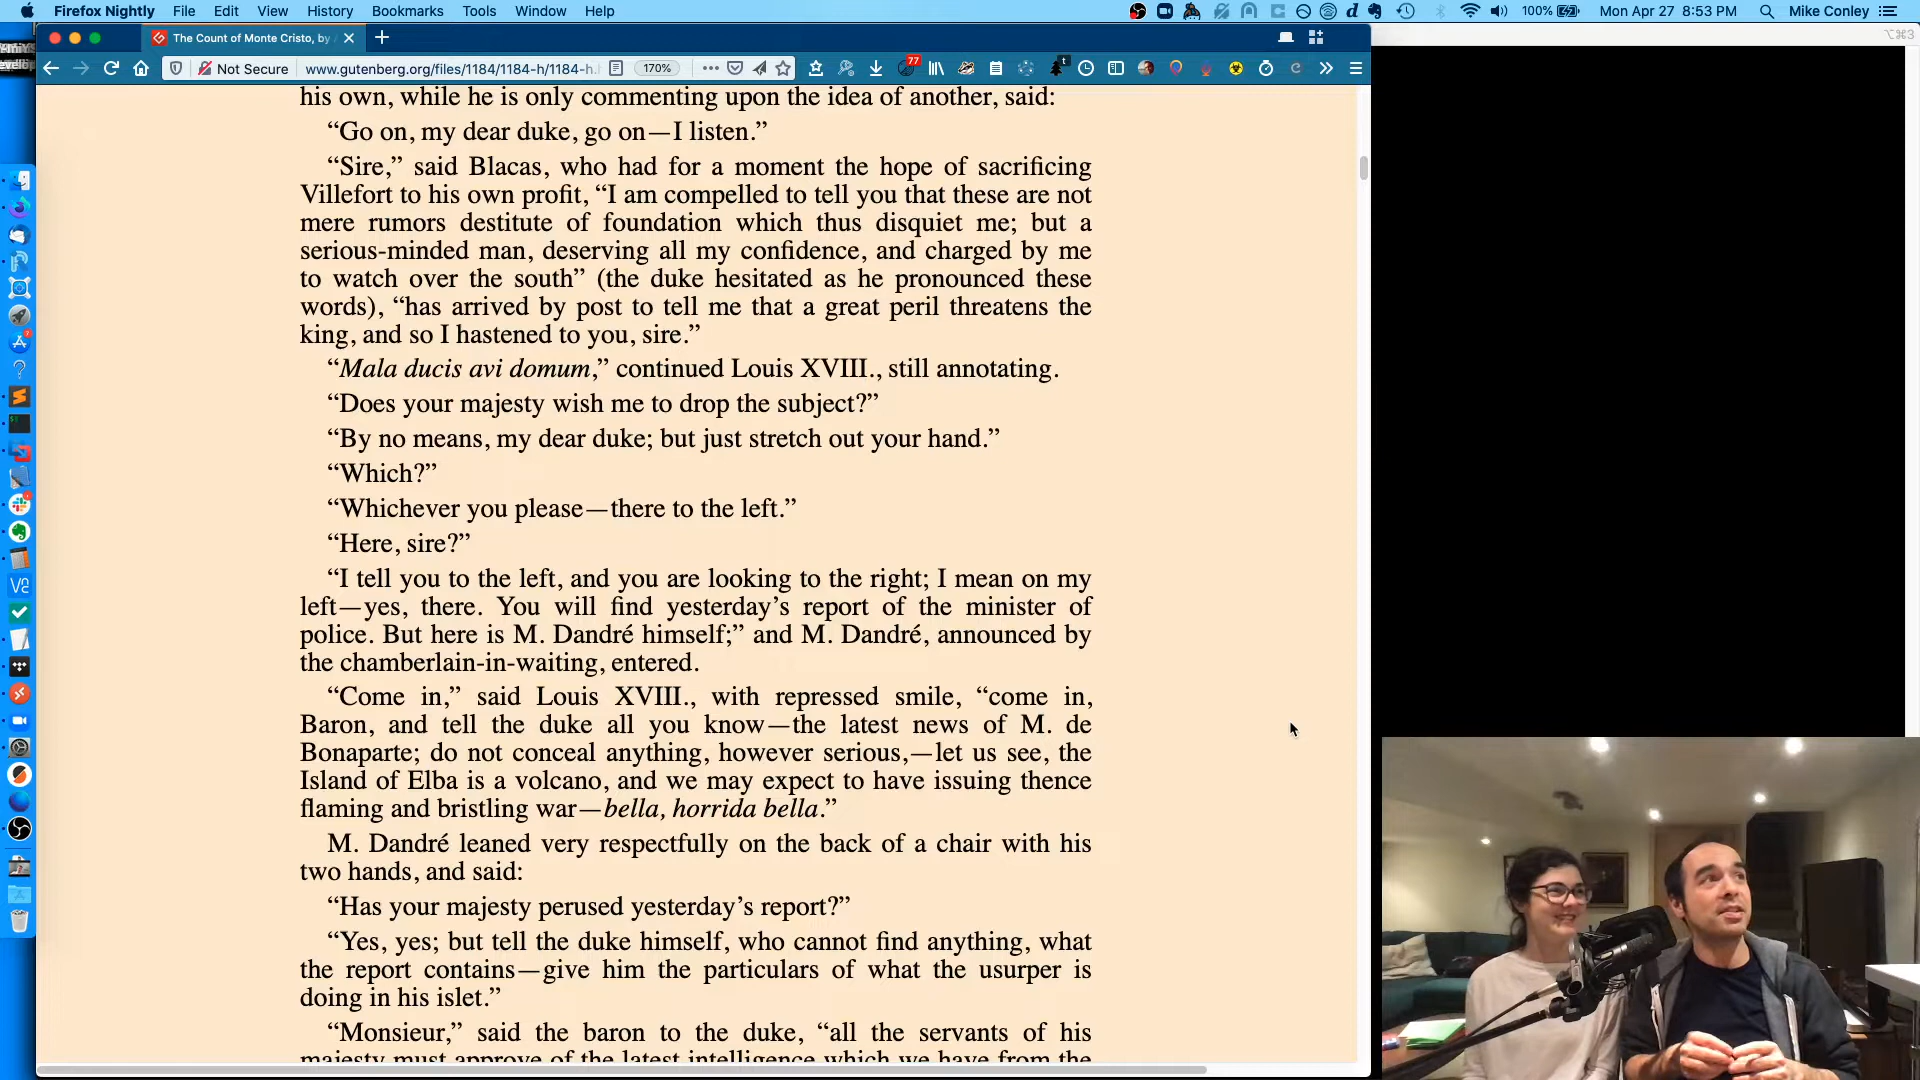 Firefox Nightly File Edit View History Bookmarks Tools Window Help 100% Mon Apr 27 8:53 PM Mike Conley
The Count of Monte Cristo, by
Not Secure www.gutenberg.org/files/1184/1184-h/1184-h. 170% 77
his own, while he is only commenting upon the idea of another, said:
“Go on, my dear duke, go on—I listen.”
“Sire,” said Blacas, who had for a moment the hope of sacrificing
Villefort to his own profit, “I am compelled to tell you that these are not
mere rumors destitute of foundation which thus disquiet me; but a
serious-minded man, deserving all my confidence, and charged by me
to watch over the south” (the duke hesitated as he pronounced these
words), “has arrived by post to tell me that a great peril threatens the
king, and so I hastened to you, sire.”
“Mala ducis avi domum,” continued Louis XVIII., still annotating.
“Does your majesty wish me to drop the subject?”
“By no means, my dear duke; but just stretch out your hand.”
“Which?”
“Whichever you please—there to the left.”
“Here, sire?”
“I tell you to the left, and you are looking to the right; I mean on my
left—yes, there. You will find yesterday’s report of the minister of
police. But here is M. Dandré himself;” and M. Dandré, announced by
the chamberlain-in-waiting, entered.
“Come in,” said Louis XVIII., with repressed smile, “come in,
Baron, and tell the duke all you know—the latest news of M. de
Bonaparte; do not conceal anything, however serious,—let us see, the
Island of Elba is a volcano, and we may expect to have issuing thence
flaming and bristling war—bella, horrida bella.”
M. Dandré leaned very respectfully on the back of a chair with his
two hands, and said:
“Has your majesty perused yesterday’s report?”
“Yes, yes; but tell the duke himself, who cannot find anything, what
the report contains—give him the particulars of what the usurper is
doing in his islet.”
“Monsieur,” said the baron to the duke, “all the servants of his
majesty must approve of the latest intelligence which we have from the